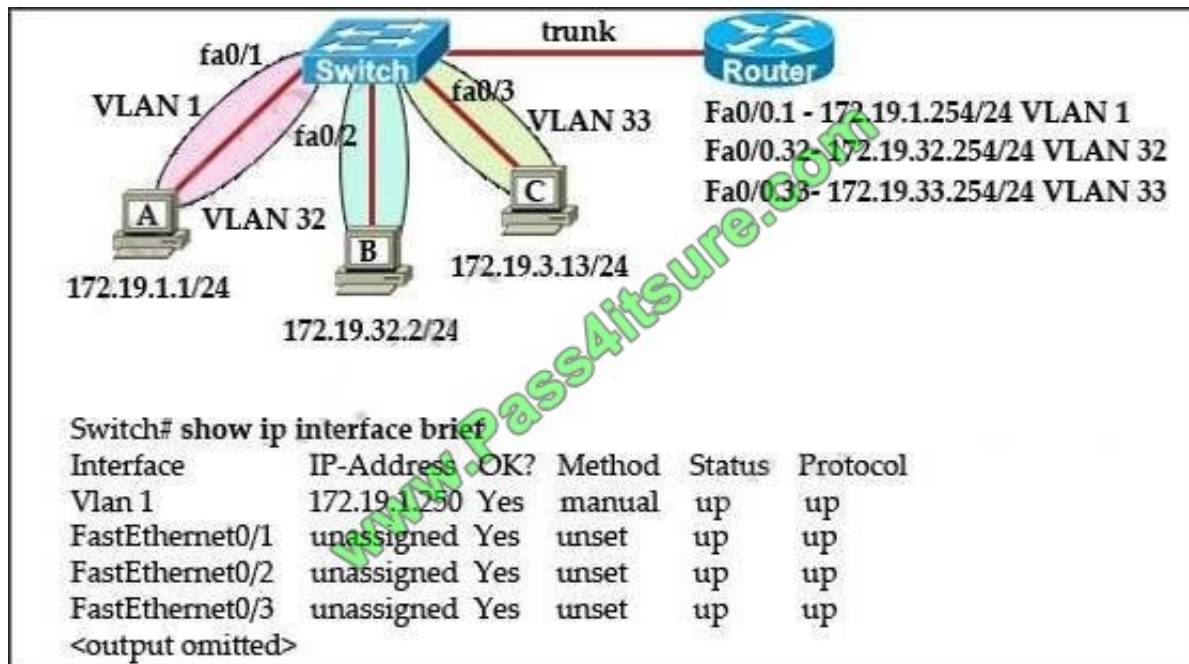 trunk
fa0/1
Switch
Router
VLAN 1
fa0/2
fa0/3
VLAN 33
Fa0/0.1 - 172.19.1.254/24 VLAN 1
Fa0/0.32- 172.19.32.254/24 VLAN 32
Fa0/0.33- 172.19.33.254/24 VLAN 33
A
VLAN 32
B
C
172.19.1.1/24
172.19.3.13/24
172.19.32.2/24
www.Pass4itsure.com
Switch# show ip interface brief
Interface IP-Address OK? Method Status Protocol
Vlan 1 172.19.1.250 Yes manual up up
FastEthernet0/1 unassigned Yes unset up up
FastEthernet0/2 unassigned Yes unset up up
FastEthernet0/3 unassigned Yes unset up up
<output omitted>